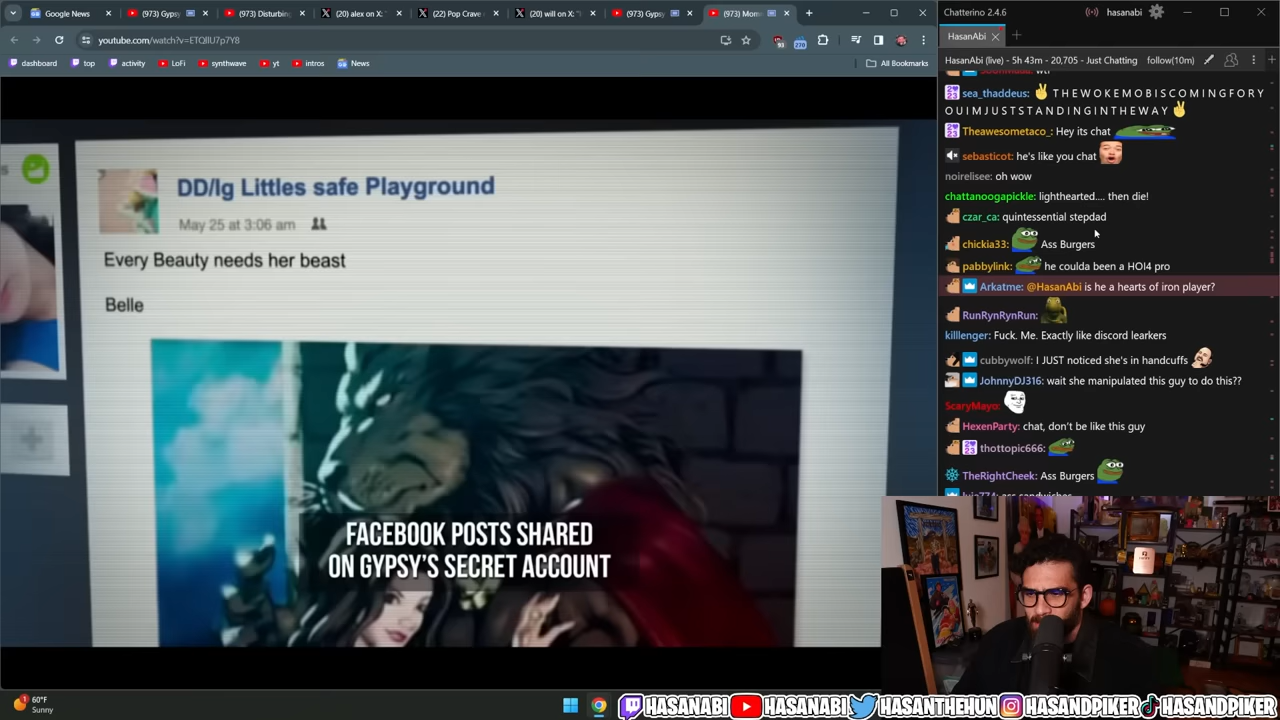 Google News
(973) Gypsy
(973) Disturbin
(20) alex on X: "
(22) Pop Crave
(20) will on X: "
(973) Gypsy
(973) Mom
youtube.com/watch?v=ETQllU7p7Y8
93
270
dashboard
top
activity
LoFi
synthwave
yt
intros
News
All Bookmarks
DD/lg Littles safe Playground
May 25 at 3:06 am
Every Beauty needs her beast
Belle
FACEBOOK POSTS SHARED
ON GYPSY'S SECRET ACCOUNT
Chatterino 2.4.6
hasanabi
HasanAbi
HasanAbi (live) - 5h 43m - 20,705 - Just Chatting
follow(10m)
sea_thaddeus: ✌ T H E W O K E M O B I S C O M I N G F O R Y
O U I M J U S T S T A N D I N G I N T H E W A Y ✌
Theawesometaco_: Hey its chat
sebasticot: he's like you chat
noirelisee: oh wow
chattanoogapickle: lighthearted.... then die!
czar_ca: quintessential stepdad
chickia33: Ass Burgers
pabbylink: he coulda been a HOI4 pro
Arkatme: @HasanAbi is he a hearts of iron player?
RunRynRynRun:
killlenger: Fuck. Me. Exactly like discord learkers
cubbywolf: I JUST noticed she's in handcuffs
JohnnyDJ316: wait she manipulated this guy to do this??
ScaryMayo:
HexenParty: chat, don't be like this guy
thottopic666:
TheRightCheek: Ass Burgers
60°F
Sunny
HASANABI
HASANABI
HASANTHEHUN
HASANDPIKER
HASANDPIKER